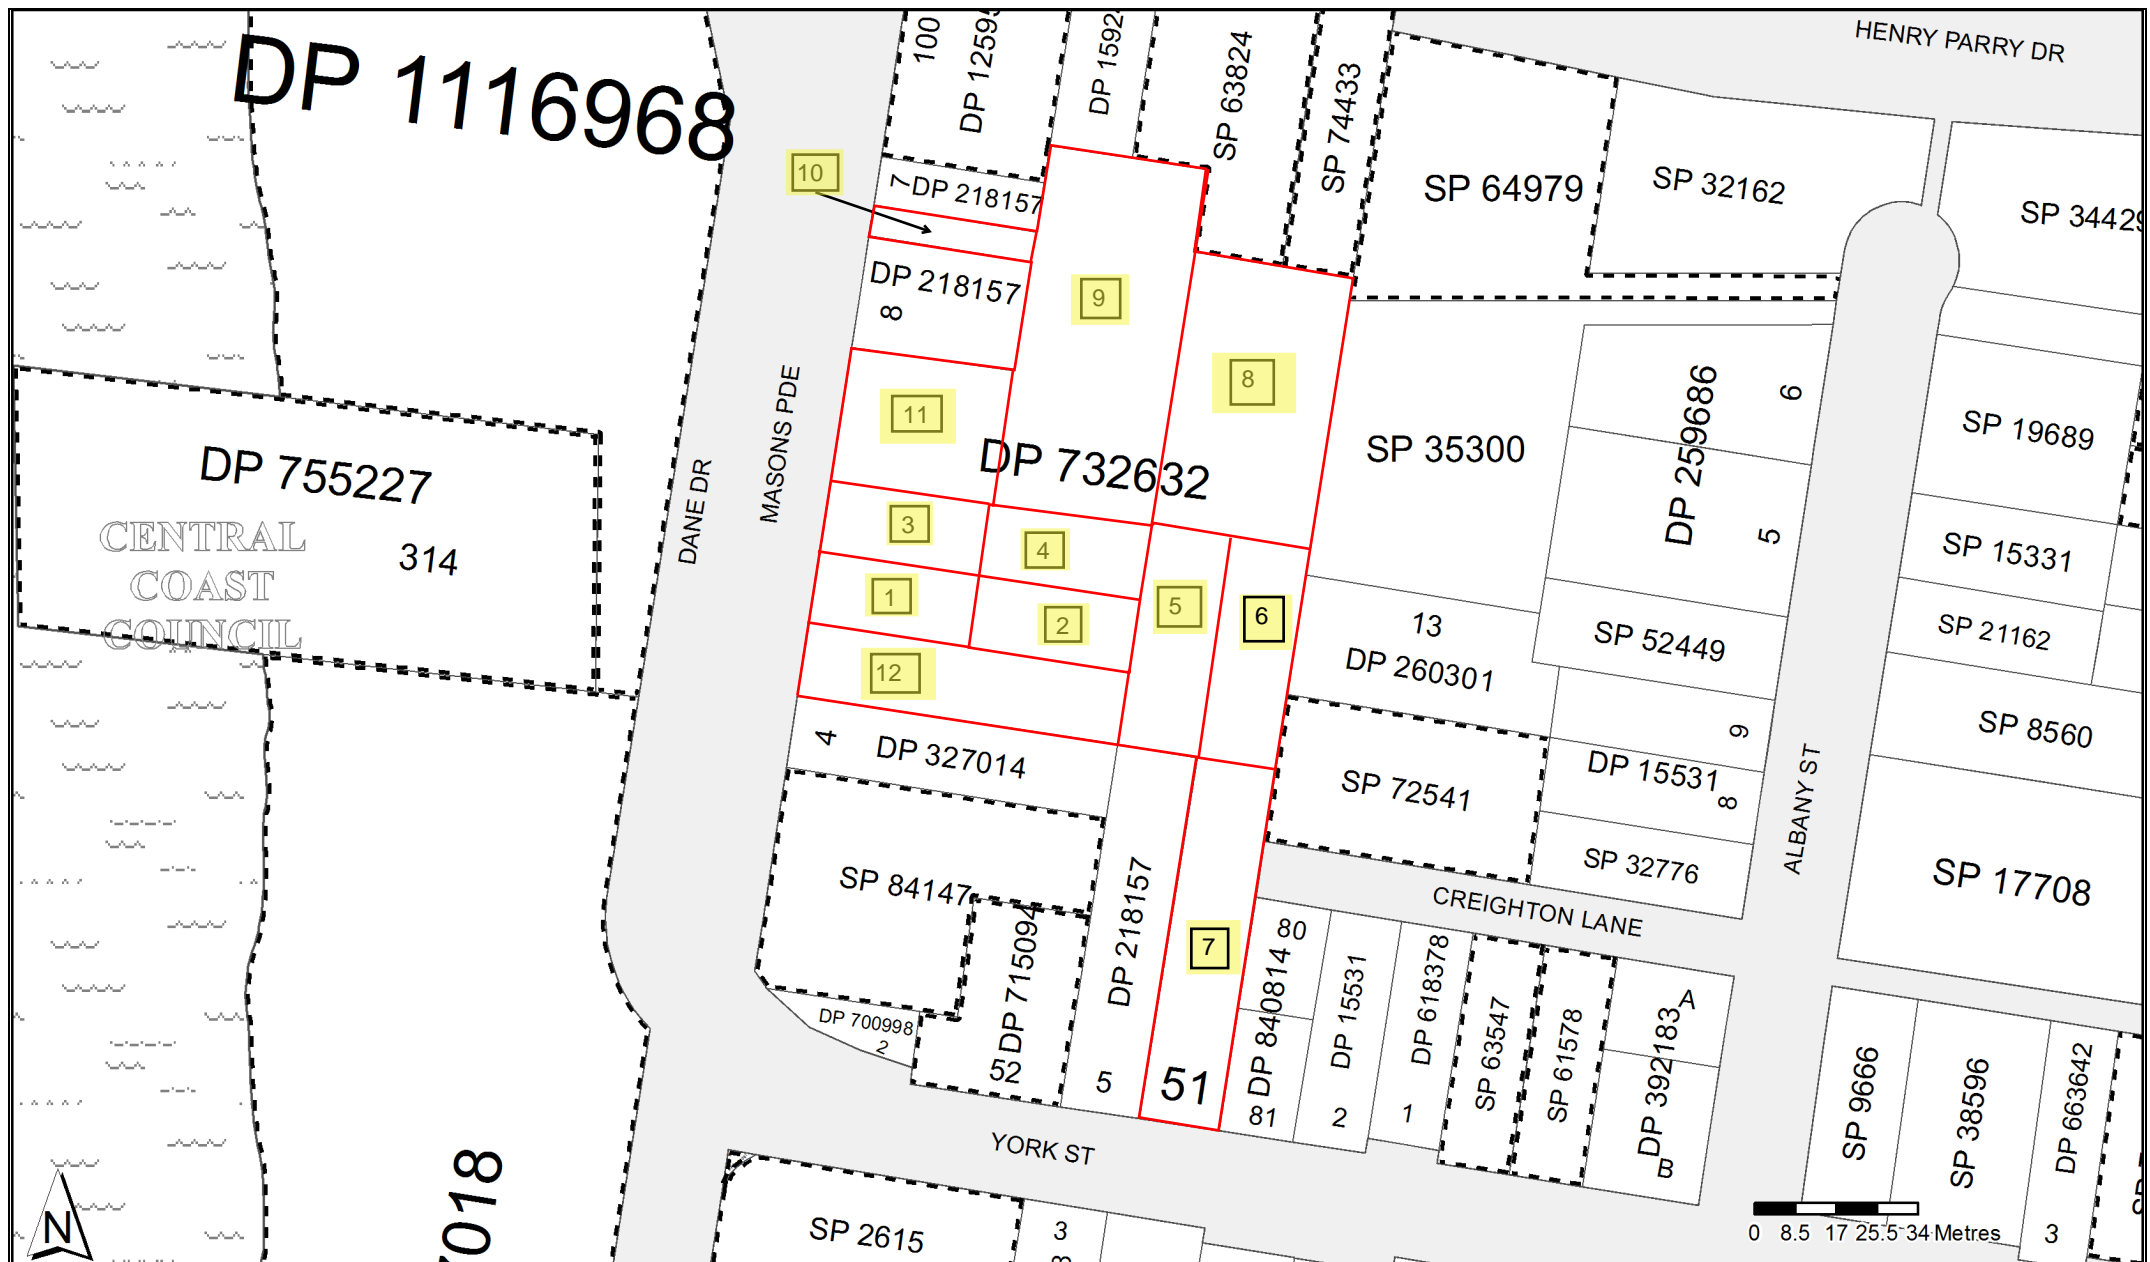 HENRY PARRY DR
DP 1116968
100
SP 63824
SP 74433
SP 64979
SP 32162
10
7
DP 218157
DP 218157
8
9
8
11
DP 732632
SP 35300
DP 259686
6
5
SP 19689
MASONS PDE
DANE DR
DP 755227
314
CENTRAL
COAST
COUNCIL
3
4
1
2
5
6
12
13
DP 260301
SP 52449
SP 15331
SP 21162
SP 8560
4
DP 327014
SP 72541
9
DP 15531
8
SP 32776
ALBANY ST
SP 17708
SP 84147
DP 715094
52
DP 218157
5
7
51
CREIGHTON LANE
80
DP 840814
81
DP 15531
2
DP 618378
1
SP 63547
SP 61578
A
DP 392183
B
DP 700998
2
YORK ST
SP 9666
SP 38596
DP 663642
3
SP 2615
3
N
0 8.5 17 25.5 34 Metres